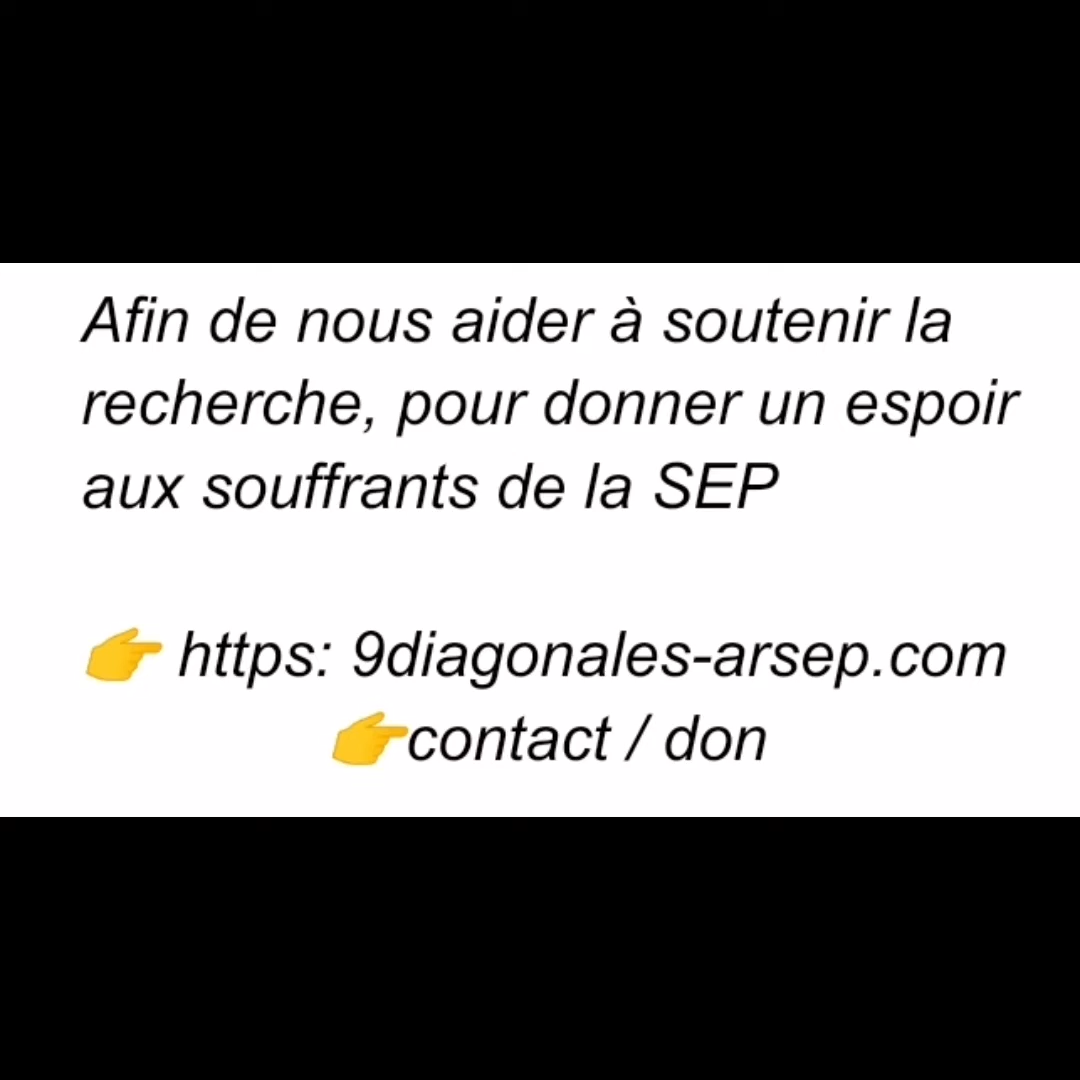 Afin de nous aider à soutenir la
recherche, pour donner un espoir
aux souffrants de la SEP
👉 https: 9diagonales-arsep.com
👉contact / don